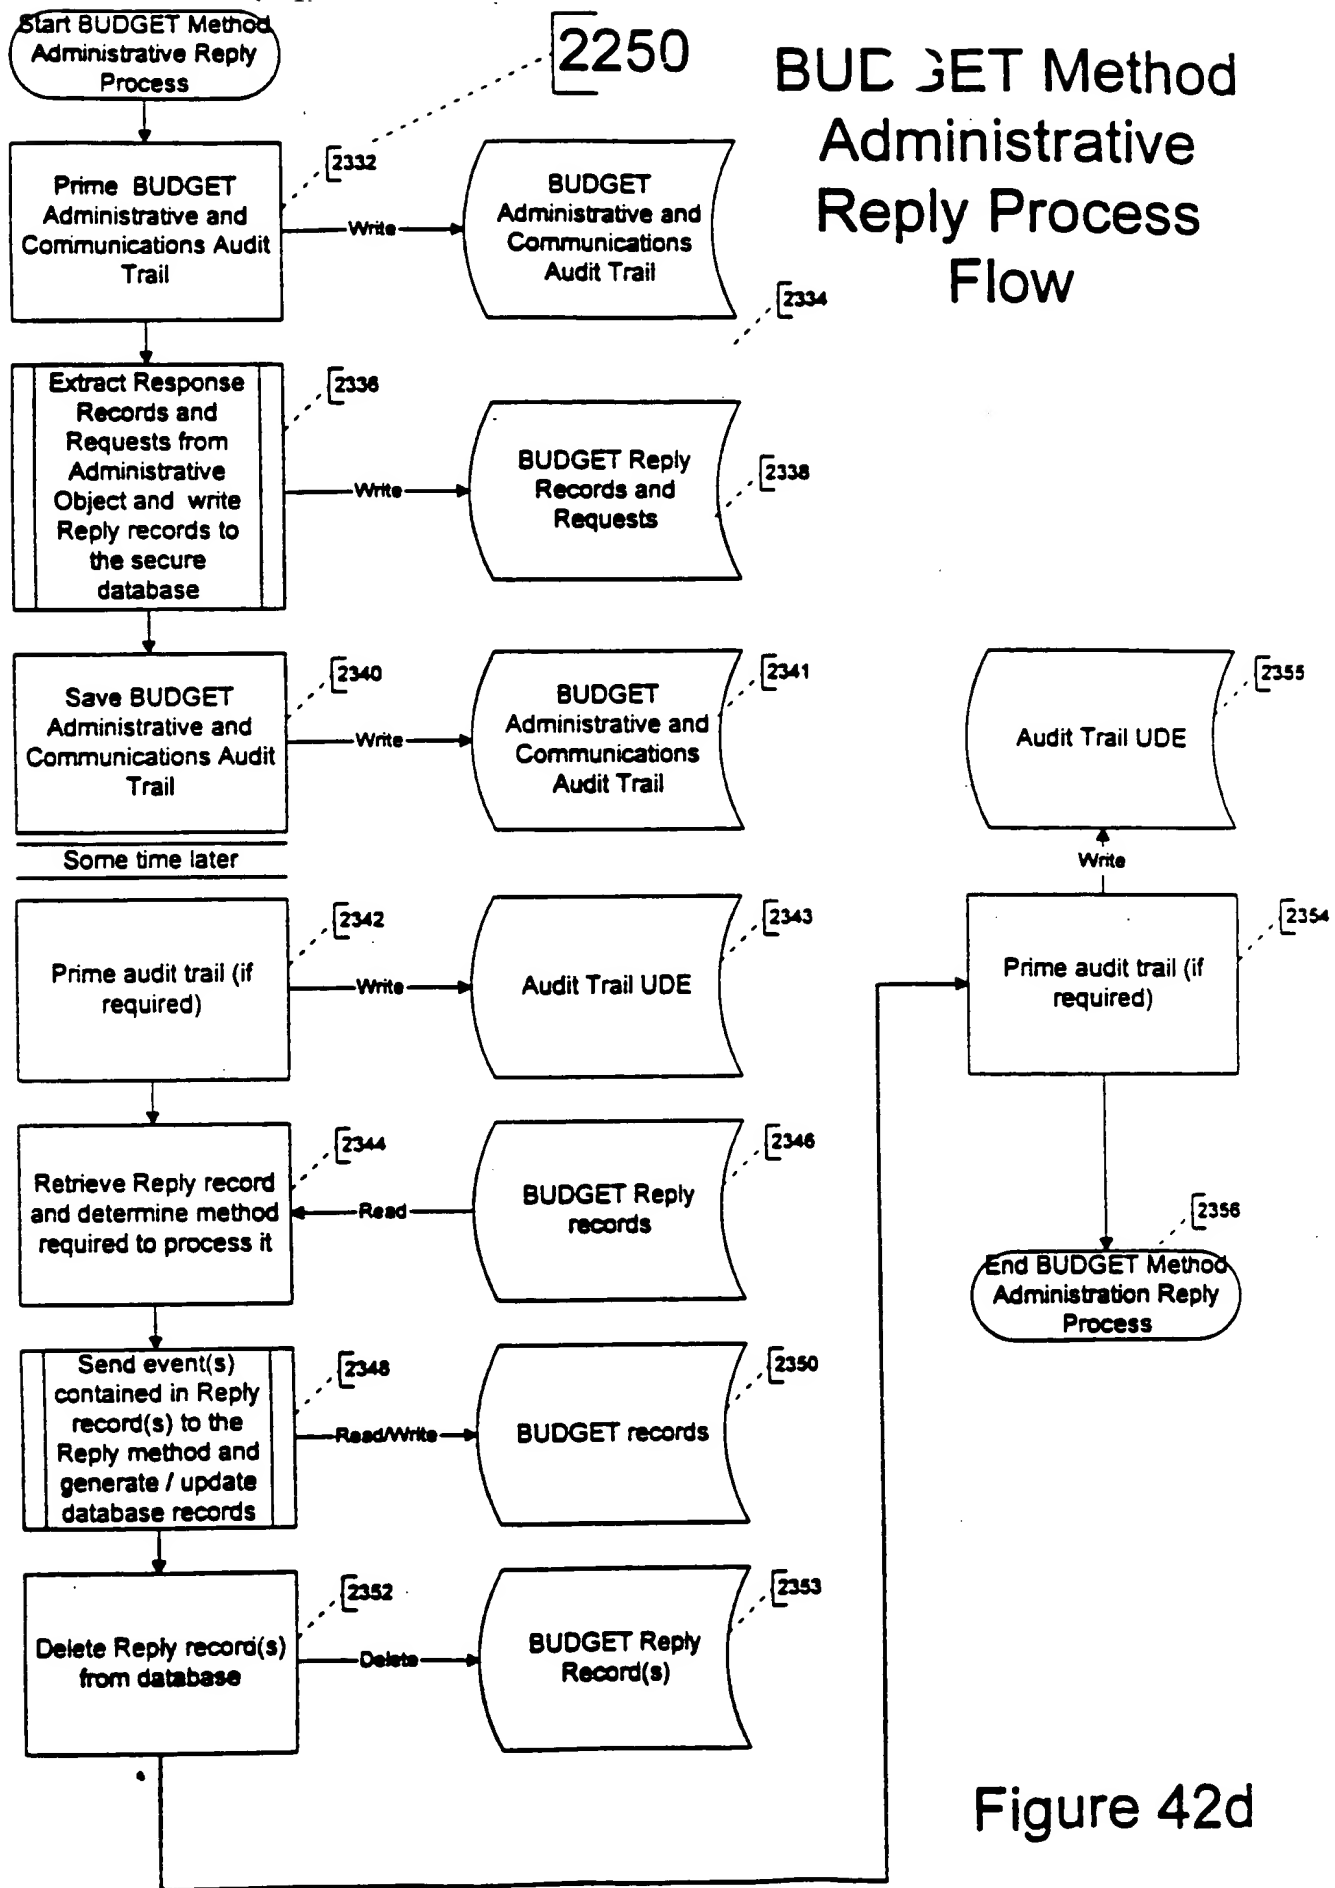 Start BUDGET Method
Administrative Reply
Process
2250
BUDGET Method
Administrative
Reply Process
Flow
2332
Prime BUDGET
Administrative and
Communications Audit
Trail
Write
BUDGET
Administrative and
Communications
Audit Trail
2334
Extract Response
Records and
Requests from
Administrative
Object and write
Reply records to
the secure
database
2336
Write
BUDGET Reply
Records and
Requests
2338
Save BUDGET
Administrative and
Communications Audit
Trail
2340
Write
BUDGET
Administrative and
Communications
Audit Trail
2341
Audit Trail UDE
2355
Write
Some time later
Prime audit trail (if
required)
2342
Write
Audit Trail UDE
2343
Prime audit trail (if
required)
2354
Retrieve Reply record
and determine method
required to process it
2344
Read
BUDGET Reply
records
2346
2356
End BUDGET Method
Administration Reply
Process
Send event(s)
contained in Reply
record(s) to the
Reply method and
generate / update
database records
2348
Read/Write
BUDGET records
2350
Delete Reply record(s)
from database
2352
Delete
BUDGET Reply
Record(s)
2353
Figure 42d